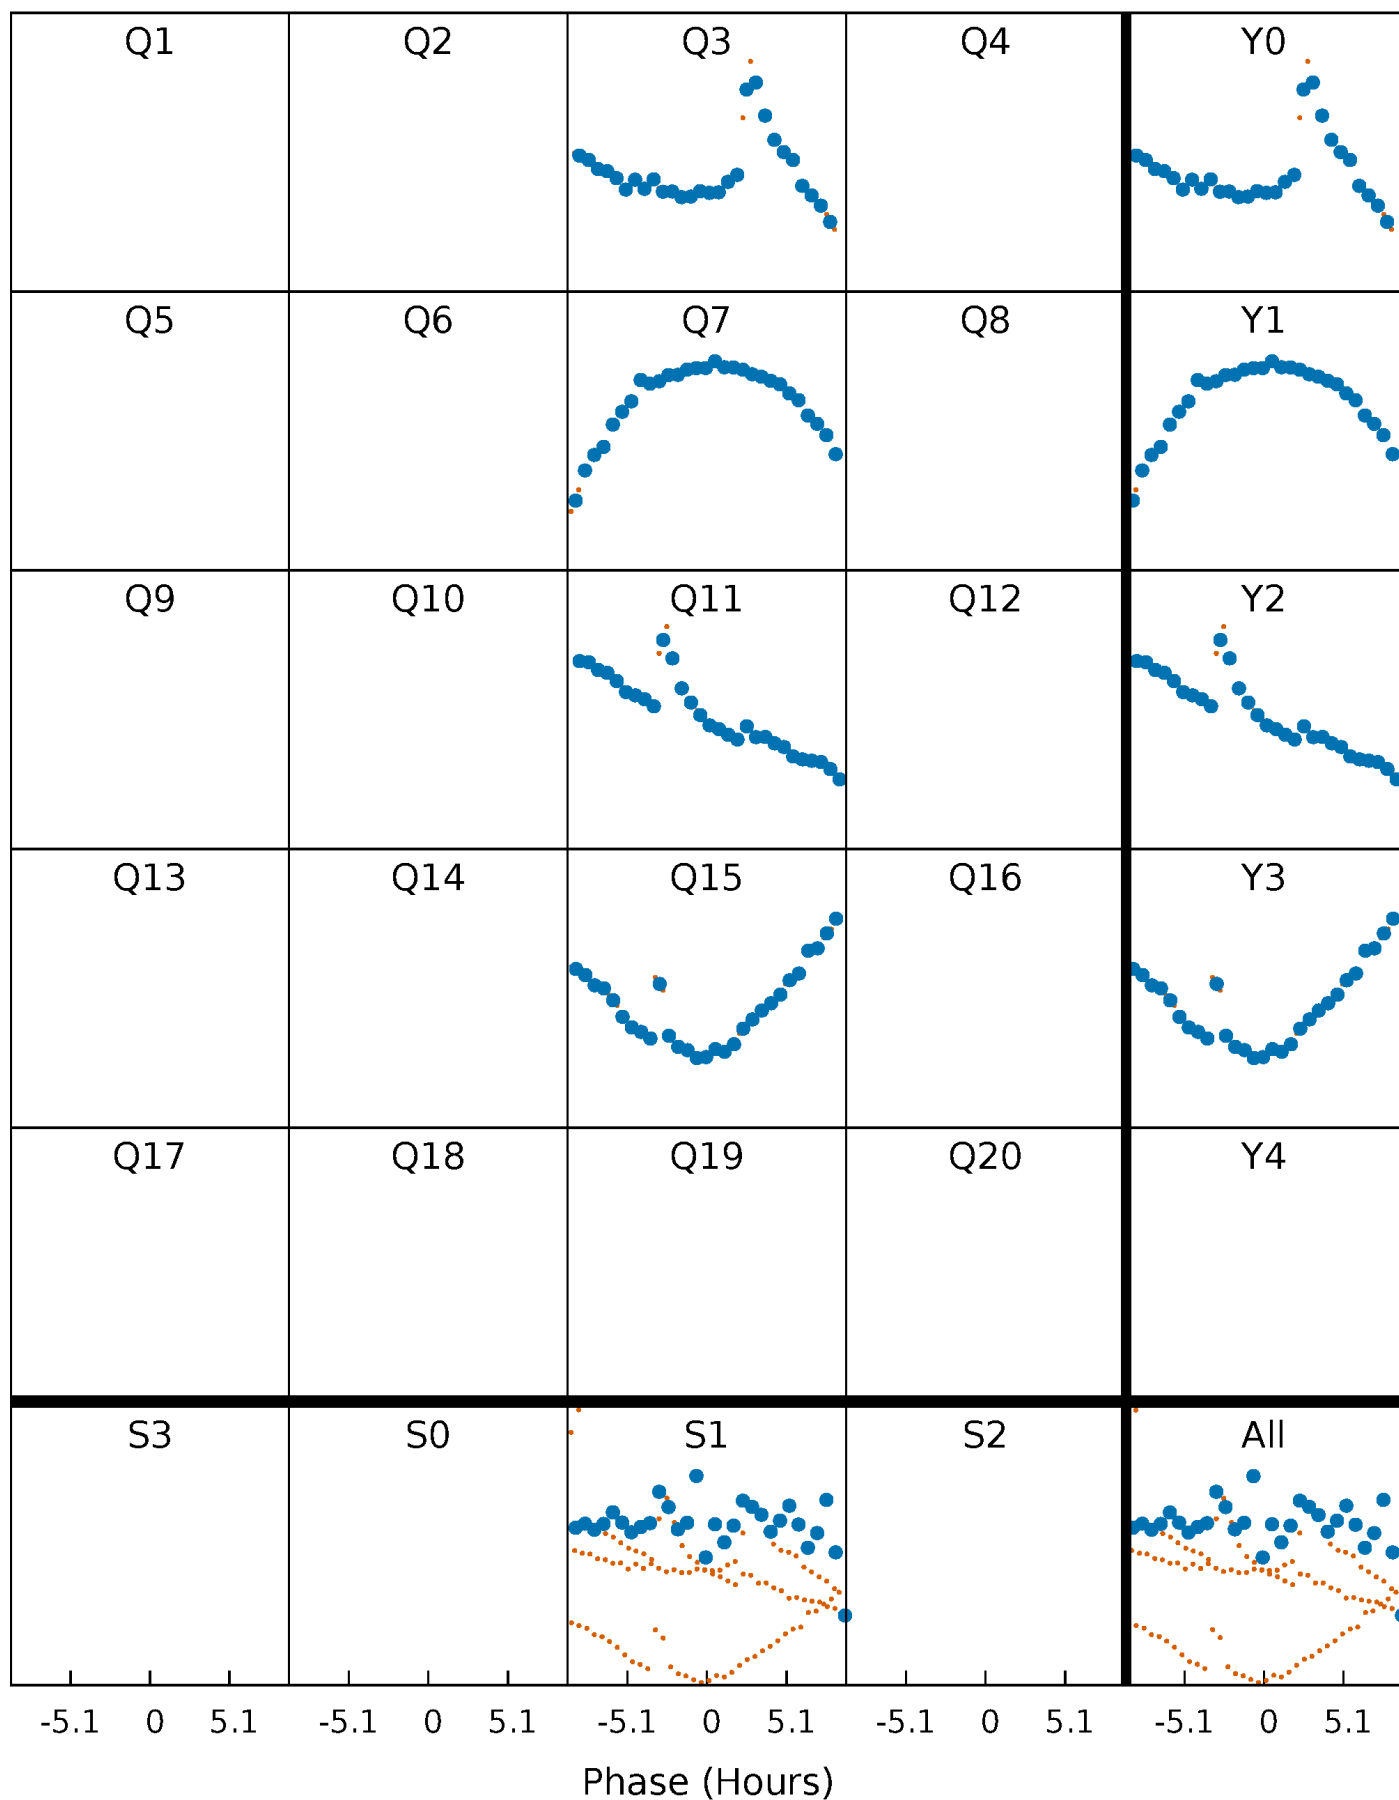 Q1 Q2 Q3 Q4 Y0
Q5 Q6 Q7 Q8 Y1
Q9 Q10 Q11 Q12 Y2
Q13 Q14 Q15 Q16 Y3
Q17 Q18 Q19 Q20 Y4
S3 S0 S1 S2 All
-5.1 0 5.1 -5.1 0 5.1 -5.1 0 5.1 -5.1 0 5.1 -5.1 0 5.1
Phase (Hours)